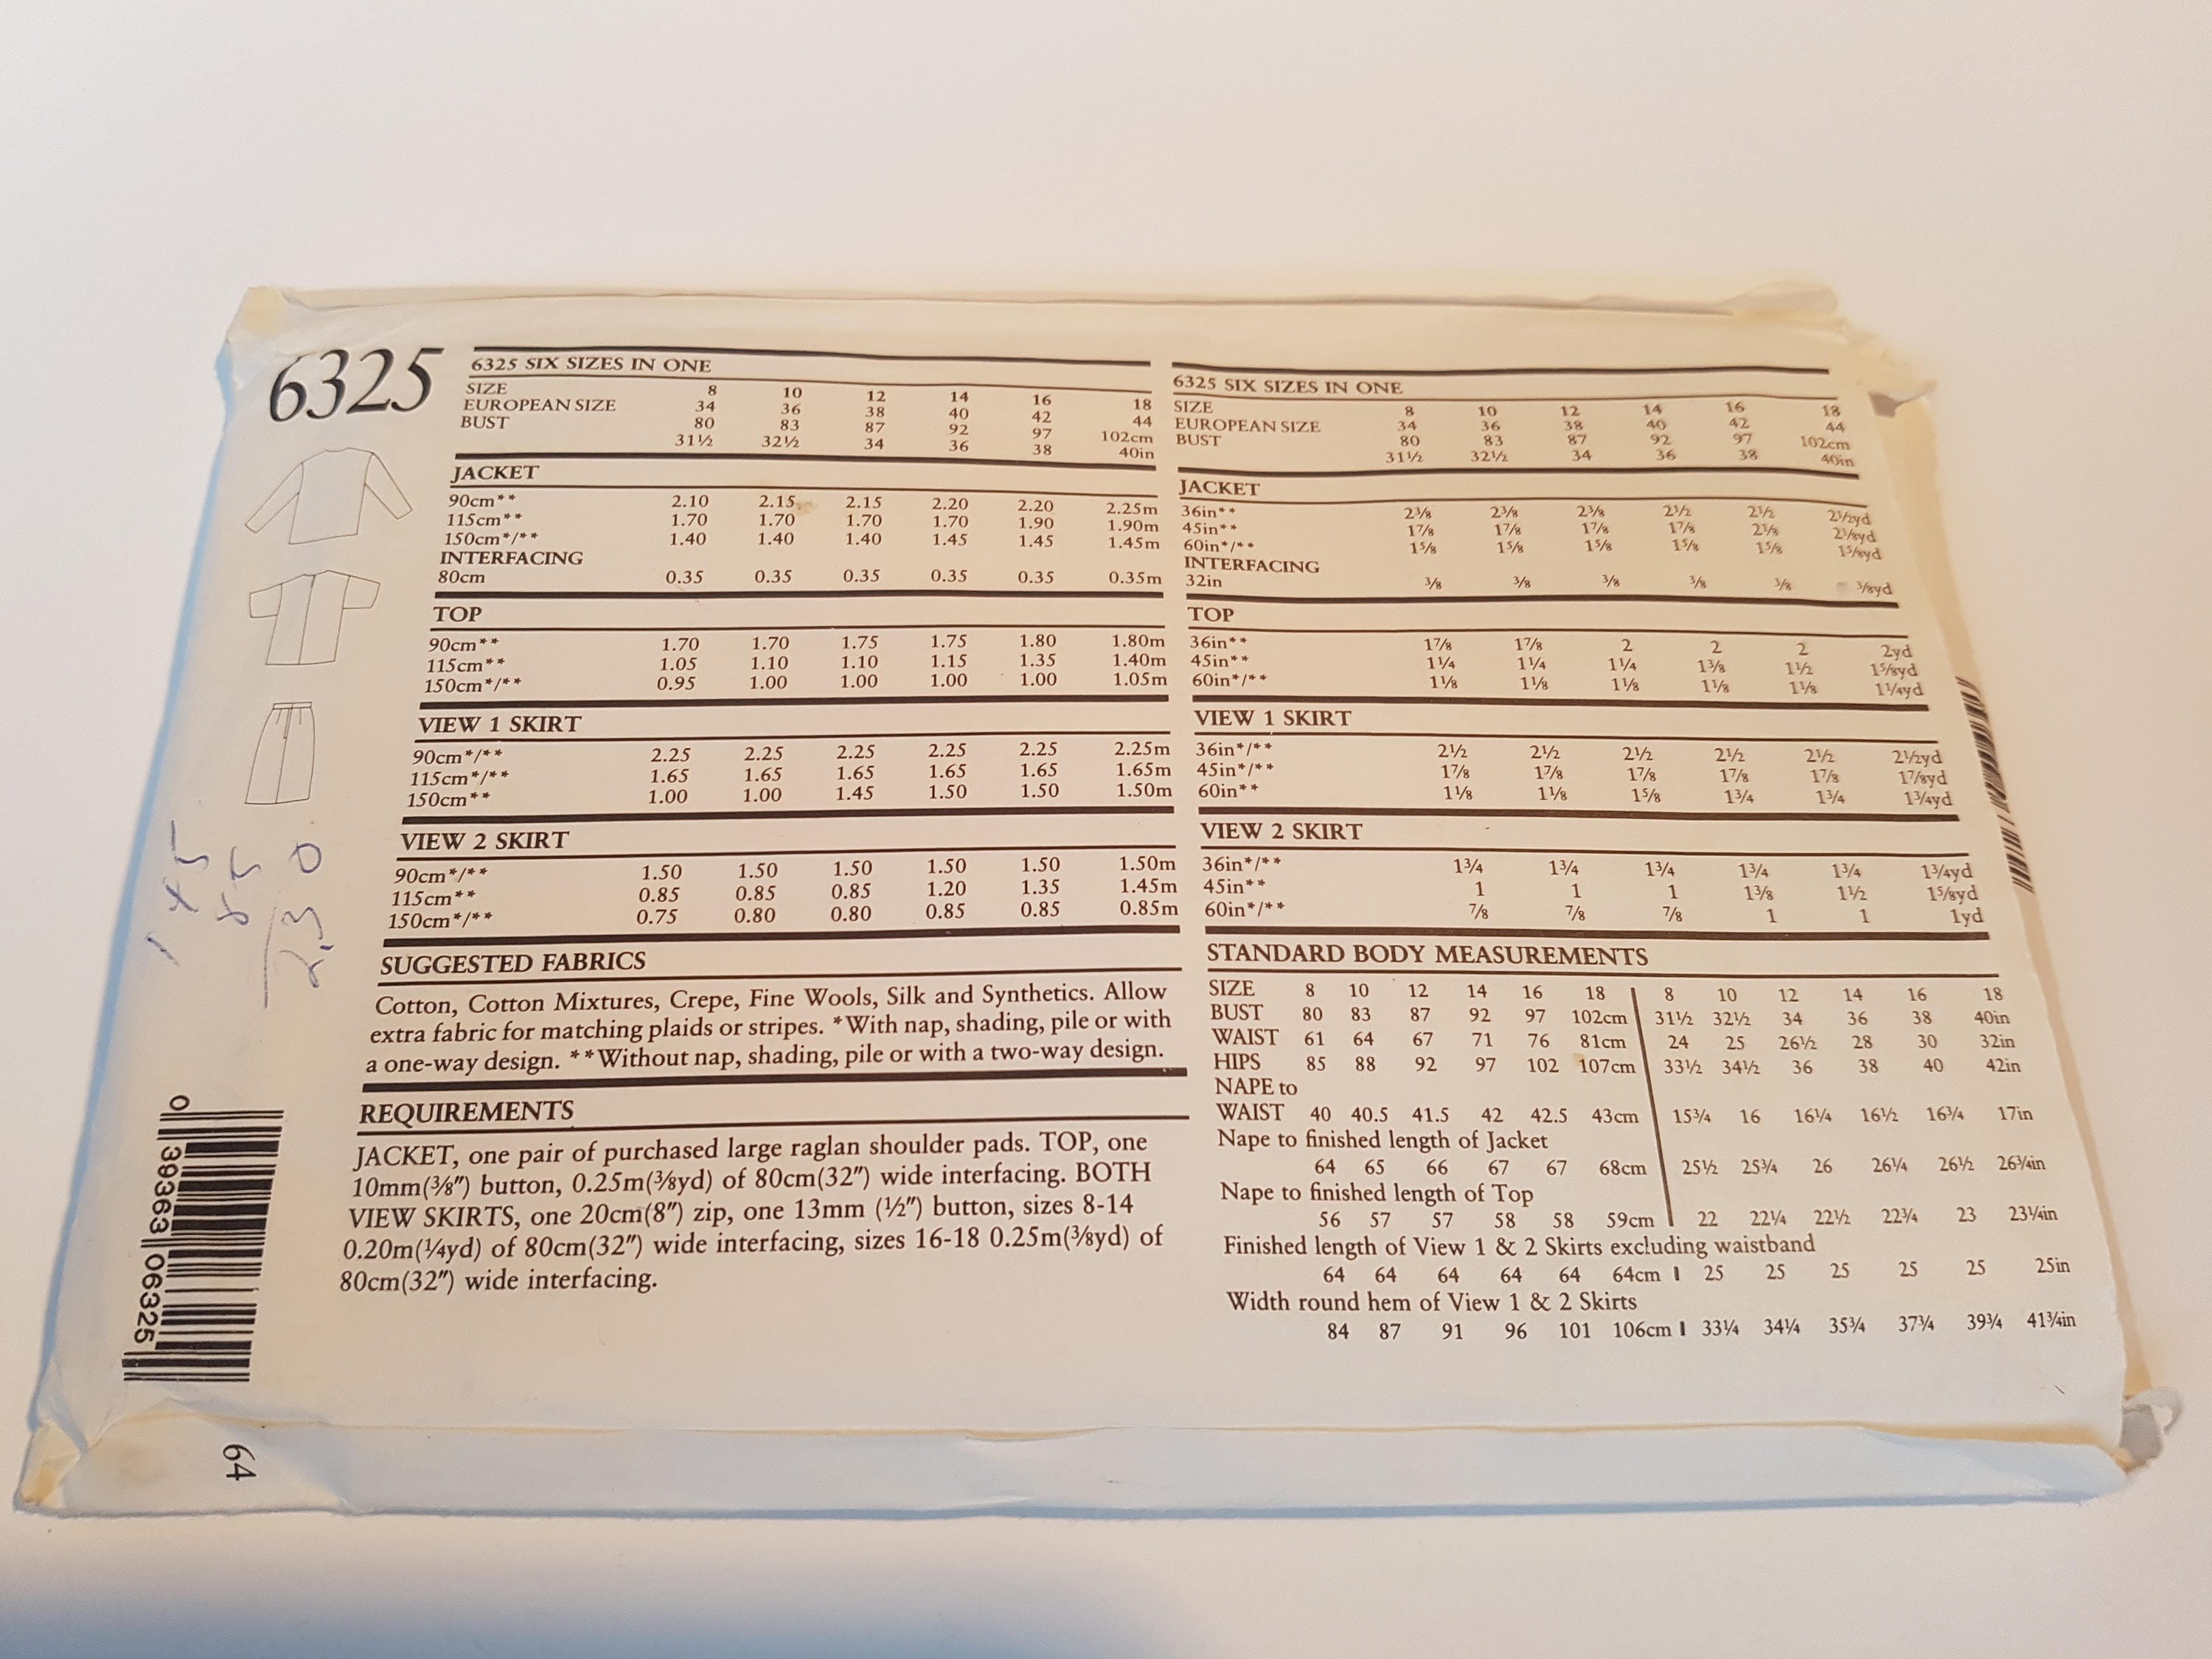 6325
6325 SIX SIZES IN ONE
SIZE 8 10 12 14 16 18
EUROPEAN SIZE 34 36 38 40 42 44
BUST 80 83 87 92 97 102cm
31½ 32½ 34 36 38 40in
JACKET
90cm** 2.10 2.15 2.15 2.20 2.20 2.25m
115cm** 1.70 1.70 1.70 1.70 1.90 1.90m
150cm*/** 1.40 1.40 1.40 1.45 1.45 1.45m
INTERFACING
80cm 0.35 0.35 0.35 0.35 0.35 0.35m
TOP
90cm** 1.70 1.70 1.75 1.75 1.80 1.80m
115cm** 1.05 1.10 1.10 1.15 1.35 1.40m
150cm*/** 0.95 1.00 1.00 1.00 1.00 1.05m
VIEW 1 SKIRT
90cm*/** 2.25 2.25 2.25 2.25 2.25 2.25m
115cm*/** 1.65 1.65 1.65 1.65 1.65 1.65m
150cm** 1.00 1.00 1.45 1.50 1.50 1.50m
VIEW 2 SKIRT
90cm*/** 1.50 1.50 1.50 1.50 1.50 1.50m
115cm** 0.85 0.85 0.85 1.20 1.35 1.45m
150cm*/** 0.75 0.80 0.80 0.85 0.85 0.85m
SUGGESTED FABRICS
Cotton, Cotton Mixtures, Crepe, Fine Wools, Silk and Synthetics. Allow
extra fabric for matching plaids or stripes. *With nap, shading, pile or with
a one-way design. **Without nap, shading, pile or with a two-way design.
REQUIREMENTS
JACKET, one pair of purchased large raglan shoulder pads. TOP, one
10mm(⅜") button, 0.25m(⅜yd) of 80cm(32") wide interfacing. BOTH
VIEW SKIRTS, one 20cm(8") zip, one 13mm (½") button, sizes 8-14
0.20m(¼yd) of 80cm(32") wide interfacing, sizes 16-18 0.25m(⅜yd) of
80cm(32") wide interfacing.
6325 SIX SIZES IN ONE
SIZE 8 10 12 14 16 18
EUROPEAN SIZE 34 36 38 40 42 44
BUST 80 83 87 92 97 102cm
31½ 32½ 34 36 38 40in
JACKET
36in** 2⅜ 2⅜ 2⅜ 2½ 2½ 2½yd
45in** 1⅞ 1⅞ 1⅞ 1⅞ 2⅛ 2⅛yd
60in*/** 1⅝ 1⅝ 1⅝ 1⅝ 1⅝ 1⅝yd
INTERFACING
32in ⅜ ⅜ ⅜ ⅜ ⅜ ⅜yd
TOP
36in** 1⅞ 1⅞ 2 2 2 2yd
45in** 1¼ 1¼ 1¼ 1⅜ 1½ 1⅝yd
60in*/** 1⅛ 1⅛ 1⅛ 1⅛ 1⅛ 1¼yd
VIEW 1 SKIRT
36in*/** 2½ 2½ 2½ 2½ 2½ 2½yd
45in*/** 1⅞ 1⅞ 1⅞ 1⅞ 1⅞ 1⅞yd
60in** 1⅛ 1⅛ 1⅝ 1¾ 1¾ 1¾yd
VIEW 2 SKIRT
36in*/** 1¾ 1¾ 1¾ 1¾ 1¾ 1¾yd
45in** 1 1 1 1⅜ 1½ 1⅝yd
60in*/** ⅞ ⅞ ⅞ 1 1 1yd
STANDARD BODY MEASUREMENTS
SIZE 8 10 12 14 16 18 8 10 12 14 16 18
BUST 80 83 87 92 97 102cm 31½ 32½ 34 36 38 40in
WAIST 61 64 67 71 76 81cm 24 25 26½ 28 30 32in
HIPS 85 88 92 97 102 107cm 33½ 34½ 36 38 40 42in
NAPE to
WAIST 40 40.5 41.5 42 42.5 43cm 15¾ 16 16¼ 16½ 16¾ 17in
Nape to finished length of Jacket
64 65 66 67 67 68cm 25½ 25¾ 26 26¼ 26½ 26¾in
Nape to finished length of Top
56 57 57 58 58 59cm 22 22¼ 22½ 22¾ 23 23¼in
Finished length of View 1 & 2 Skirts excluding waistband
64 64 64 64 64 64cm 25 25 25 25 25 25in
Width round hem of View 1 & 2 Skirts
84 87 91 96 101 106cm 33¼ 34¼ 35¾ 37¾ 39¾ 41¾in
1 45
85
2,30
0 39363 06325
64